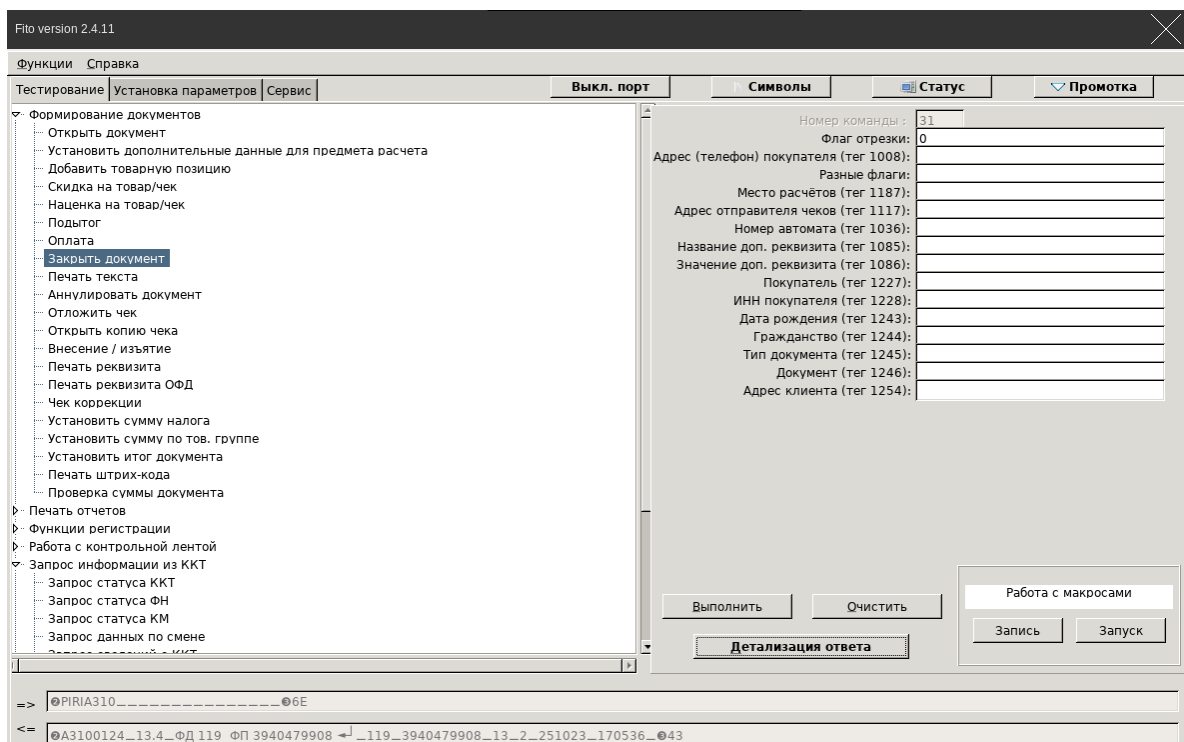 Fito version 2.4.11
Функции Справка
Тестирование Установка параметров Сервис
Выкл. порт Символы Статус Промотка
Формирование документов
Открыть документ
Установить дополнительные данные для предмета расчета
Добавить товарную позицию
Скидка на товар/чек
Наценка на товар/чек
Подытог
Оплата
Закрыть документ
Печать текста
Аннулировать документ
Отложить чек
Открыть копию чека
Внесение / изъятие
Печать реквизита
Печать реквизита ОФД
Чек коррекции
Установить сумму налога
Установить сумму по тов. группе
Установить итог документа
Печать штрих-кода
Проверка суммы документа
Печать отчетов
Функции регистрации
Работа с контрольной лентой
Запрос информации из ККТ
Запрос статуса ККТ
Запрос статуса ФН
Запрос статуса КМ
Запрос данных по смене
Запрос сведений о ККТ
Номер команды : 31
Флаг отрезки: 0
Адрес (телефон) покупателя (тег 1008):
Разные флаги:
Место расчётов (тег 1187):
Адрес отправителя чеков (тег 1117):
Номер автомата (тег 1036):
Название доп. реквизита (тег 1085):
Значение доп. реквизита (тег 1086):
Покупатель (тег 1227):
ИНН покупателя (тег 1228):
Дата рождения (тег 1243):
Гражданство (тег 1244):
Тип документа (тег 1245):
Документ (тег 1246):
Адрес клиента (тег 1254):
Выполнить Очистить
Детализация ответа
Работа с макросами
Запись Запуск
=> ❷PIRIA310_______________❸6E
<= ❷A3100124_13.4_ФД 119 ФП 3940479908 ◄┘_119_3940479908_13_2_251023_170536_❸43